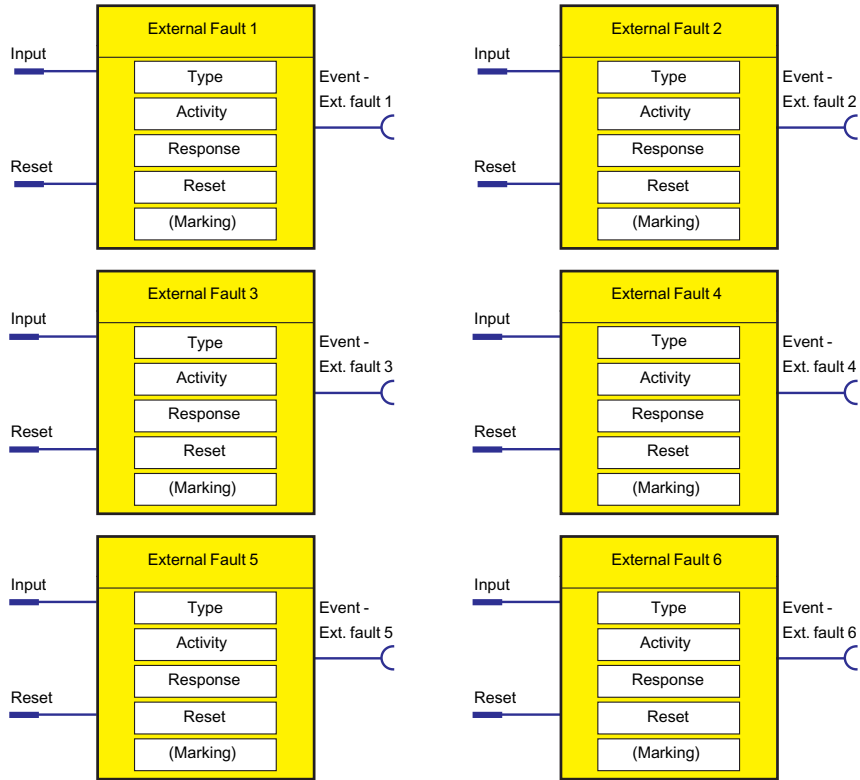 External Fault 1
Input
Type
Event -
Ext. fault 1
Activity
Response
Reset
Reset
(Marking)
External Fault 2
Input
Type
Event -
Ext. fault 2
Activity
Response
Reset
Reset
(Marking)
External Fault 3
Input
Type
Event -
Ext. fault 3
Activity
Response
Reset
Reset
(Marking)
External Fault 4
Input
Type
Event -
Ext. fault 4
Activity
Response
Reset
Reset
(Marking)
External Fault 5
Input
Type
Event -
Ext. fault 5
Activity
Response
Reset
Reset
(Marking)
External Fault 6
Input
Type
Event -
Ext. fault 6
Activity
Response
Reset
Reset
(Marking)